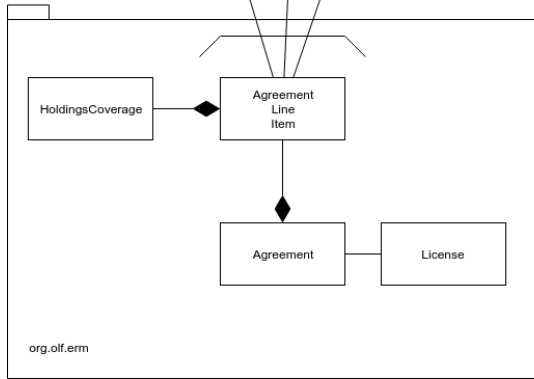 Agreement
Line
Item
HoldingsCoverage
Agreement
License
org.olf.erm